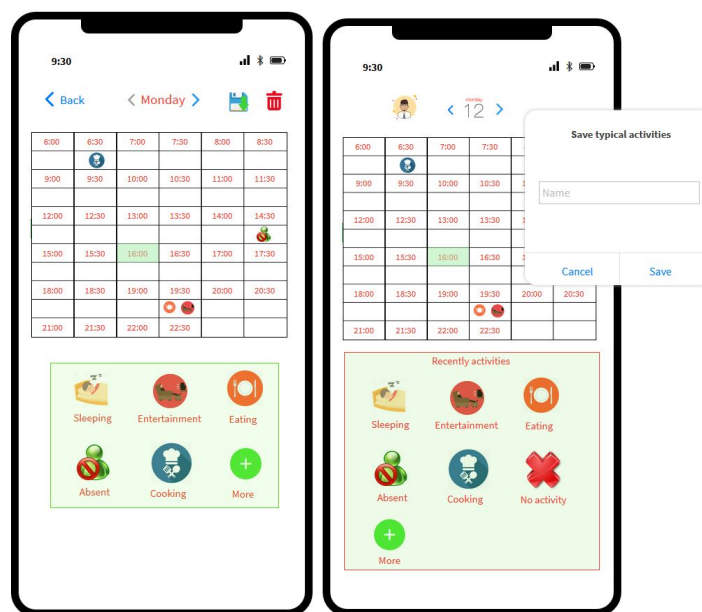 9:30
Back
Monday
6:00 6:30 7:00 7:30 8:00 8:30
9:00 9:30 10:00 10:30 11:00 11:30
12:00 12:30 13:00 13:30 14:00 14:30
15:00 15:30 16:00 16:30 17:00 17:30
18:00 18:30 19:00 19:30 20:00 20:30
21:00 21:30 22:00 22:30
Sleeping Entertainment Eating
Absent Cooking More
9:30
monday
12
6:00 6:30 7:00 7:30
9:00 9:30 10:00 10:30
12:00 12:30 13:00 13:30
15:00 15:30 16:00 16:30
18:00 18:30 19:00 19:30 20:00 20:30
21:00 21:30 22:00 22:30
Save typical activities
Name
Cancel Save
Recently activities
Sleeping Entertainment Eating
Absent Cooking No activity
More